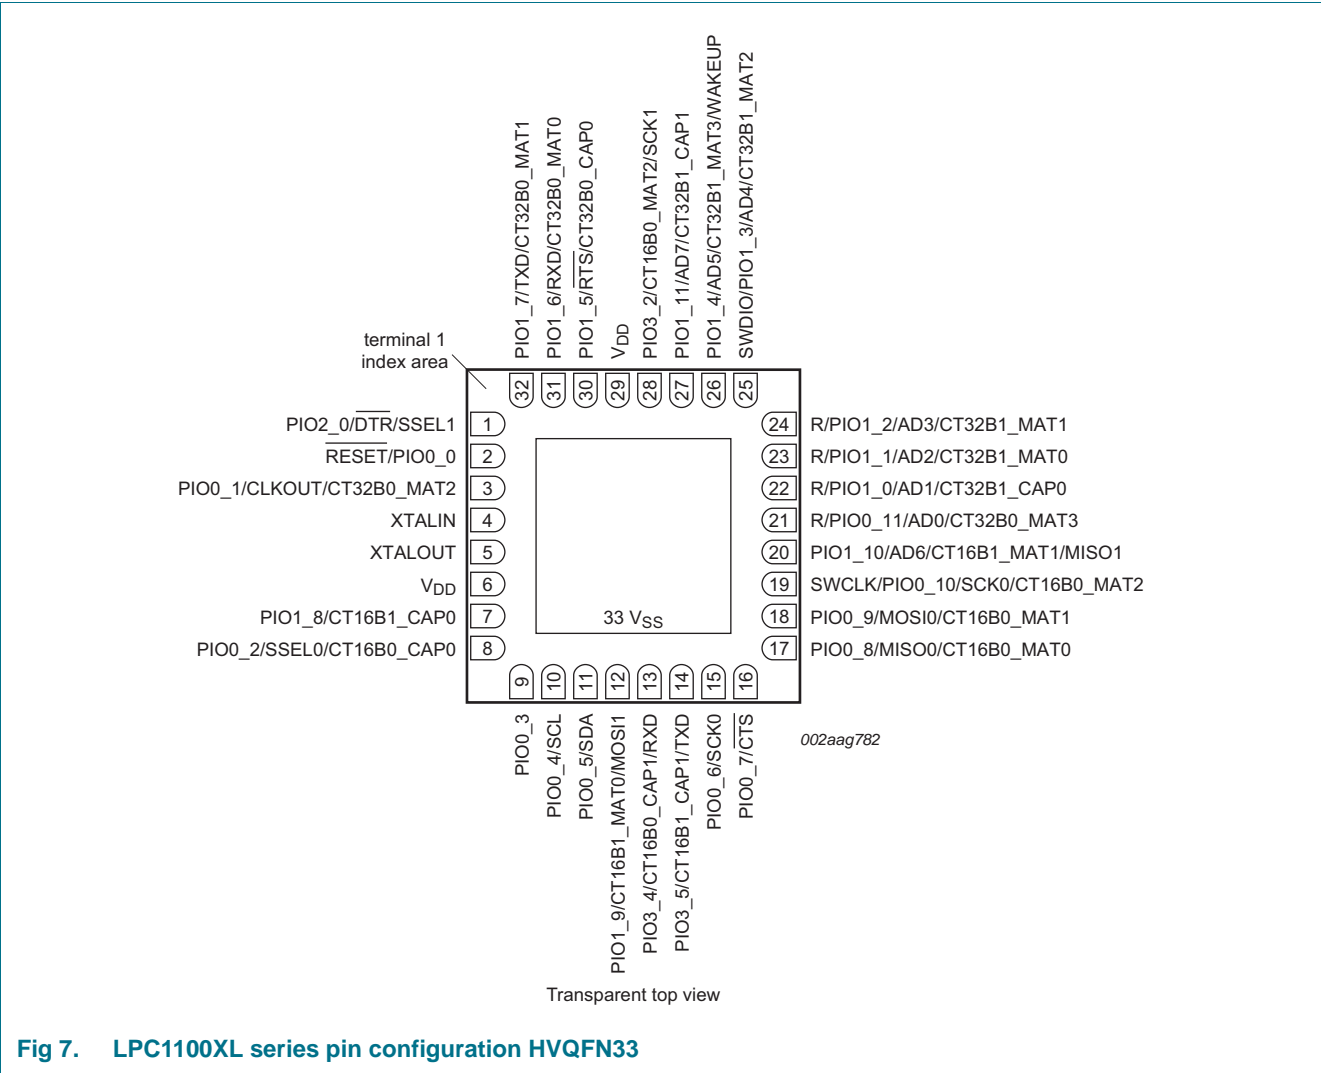 PIO1_7/TXD/CT32B0_MAT1
PIO1_6/RXD/CT32B0_MAT0
PIO1_5/RTS/CT32B0_CAP0
VDD
PIO3_2/CT16B0_MAT2/SCK1
PIO1_11/AD7/CT32B1_CAP1
PIO1_4/AD5/CT32B1_MAT3/WAKEUP
SWDIO/PIO1_3/AD4/CT32B1_MAT2
terminal 1
index area
32
31
30
29
28
27
26
25
PIO2_0/DTR/SSEL1
1
RESET/PIO0_0
2
PIO0_1/CLKOUT/CT32B0_MAT2
3
XTALIN
4
XTALOUT
5
VDD
6
PIO1_8/CT16B1_CAP0
7
PIO0_2/SSEL0/CT16B0_CAP0
8
24
R/PIO1_2/AD3/CT32B1_MAT1
23
R/PIO1_1/AD2/CT32B1_MAT0
22
R/PIO1_0/AD1/CT32B1_CAP0
21
R/PIO0_11/AD0/CT32B0_MAT3
20
PIO1_10/AD6/CT16B1_MAT1/MISO1
19
SWCLK/PIO0_10/SCK0/CT16B0_MAT2
18
PIO0_9/MOSI0/CT16B0_MAT1
17
PIO0_8/MISO0/CT16B0_MAT0
33 VSS
9
10
11
12
13
14
15
16
PIO0_3
PIO0_4/SCL
PIO0_5/SDA
PIO1_9/CT16B1_MAT0/MOSI1
PIO3_4/CT16B0_CAP1/RXD
PIO3_5/CT16B1_CAP1/TXD
PIO0_6/SCK0
PIO0_7/CTS
002aag782
Transparent top view
Fig 7. LPC1100XL series pin configuration HVQFN33